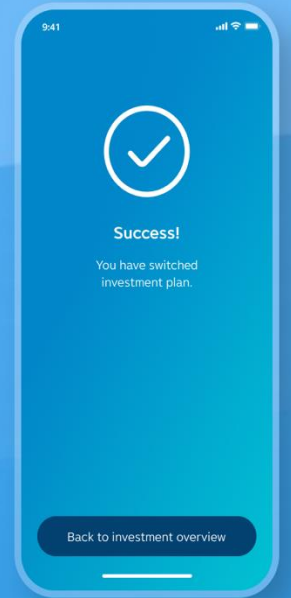 9:41
Success!
You have switched
investment plan.
Back to investment overview